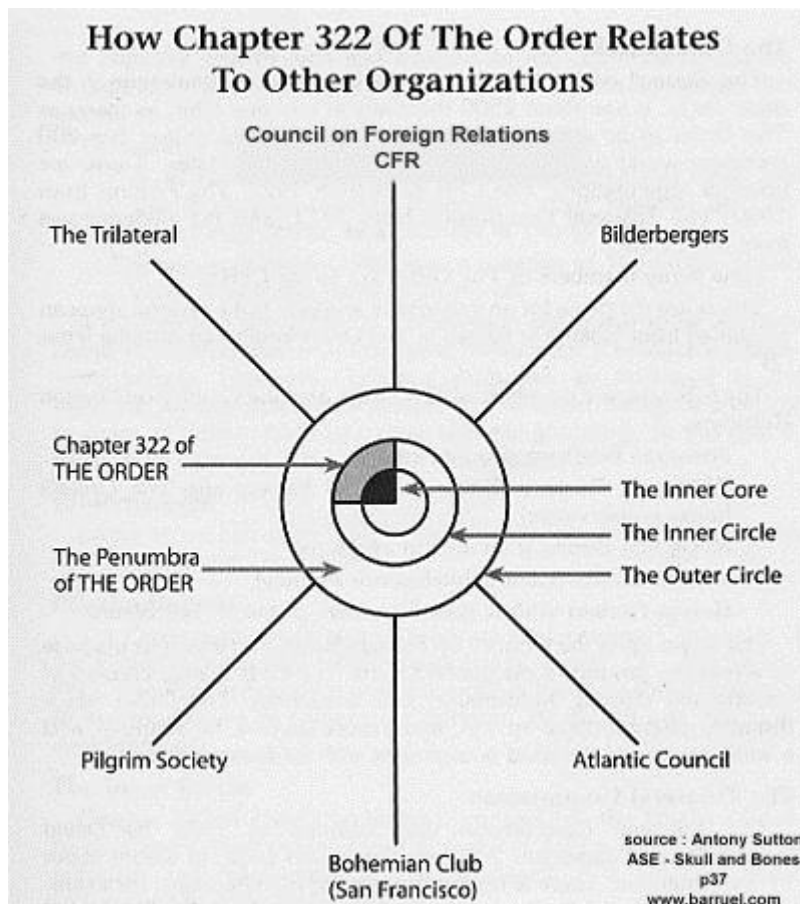 How Chapter 322 Of The Order Relates
To Other Organizations
Council on Foreign Relations
CFR
The Trilateral
Bilderbergers
Chapter 322 of
THE ORDER
The Inner Core
The Inner Circle
The Penumbra
of THE ORDER
The Outer Circle
Pilgrim Society
Atlantic Council
Bohemian Club
(San Francisco)
source : Antony Sutton
ASE - Skull and Bones
p37
www.barruel.com